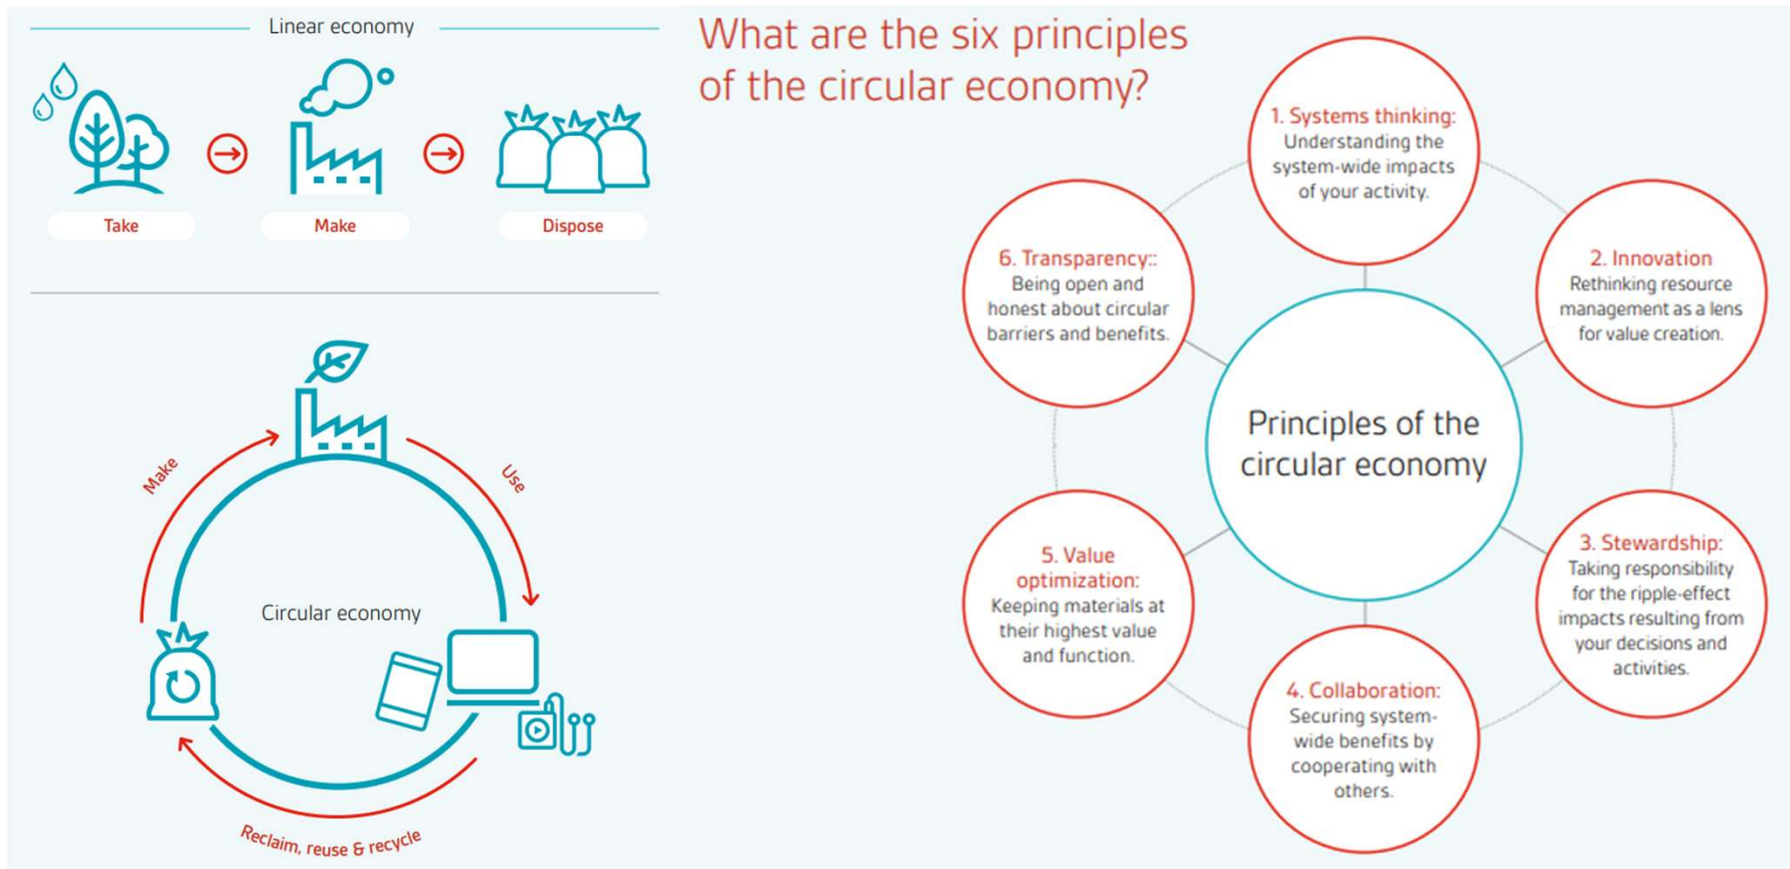 Linear economy
Take
Make
Dispose
Make
Use
Circular economy
Reclaim, reuse & recycle
What are the six principles
of the circular economy?
Principles of the
circular economy
1. Systems thinking:
Understanding the
system-wide impacts
of your activity.
2. Innovation
Rethinking resource
management as a lens
for value creation.
3. Stewardship:
Taking responsibility
for the ripple-effect
impacts resulting from
your decisions and
activities.
4. Collaboration:
Securing system-
wide benefits by
cooperating with
others.
5. Value
optimization:
Keeping materials at
their highest value
and function.
6. Transparency::
Being open and
honest about circular
barriers and benefits.